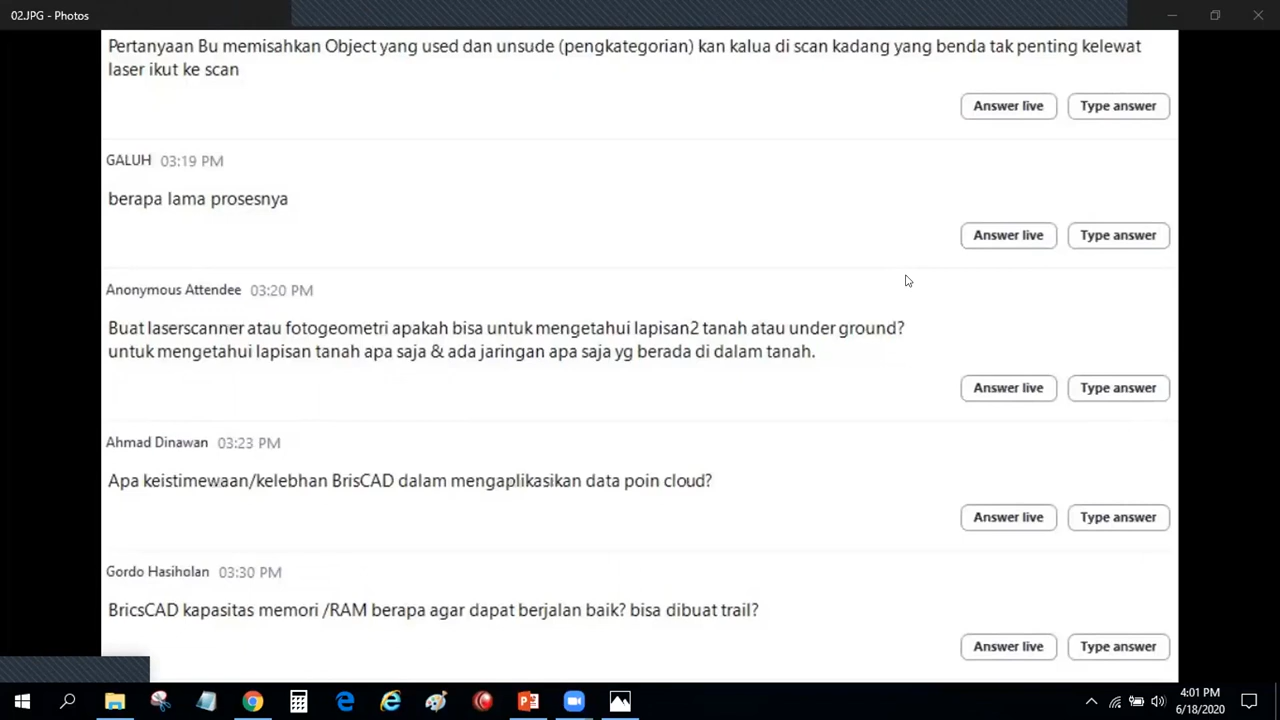 02.JPG - Photos
Pertanyaan Bu memisahkan Object yang used dan unsude (pengkategorian) kan kalua di scan kadang yang benda tak penting kelewat
laser ikut ke scan
Answer live Type answer
GALUH 03:19 PM
berapa lama prosesnya
Answer live Type answer
Anonymous Attendee 03:20 PM
Buat laserscanner atau fotogeometri apakah bisa untuk mengetahui lapisan2 tanah atau under ground?
untuk mengetahui lapisan tanah apa saja & ada jaringan apa saja yg berada di dalam tanah.
Answer live Type answer
Ahmad Dinawan 03:23 PM
Apa keistimewaan/kelebhan BrisCAD dalam mengaplikasikan data poin cloud?
Answer live Type answer
Gordo Hasiholan 03:30 PM
BricsCAD kapasitas memori /RAM berapa agar dapat berjalan baik? bisa dibuat trail?
Answer live Type answer
4:01 PM
6/18/2020